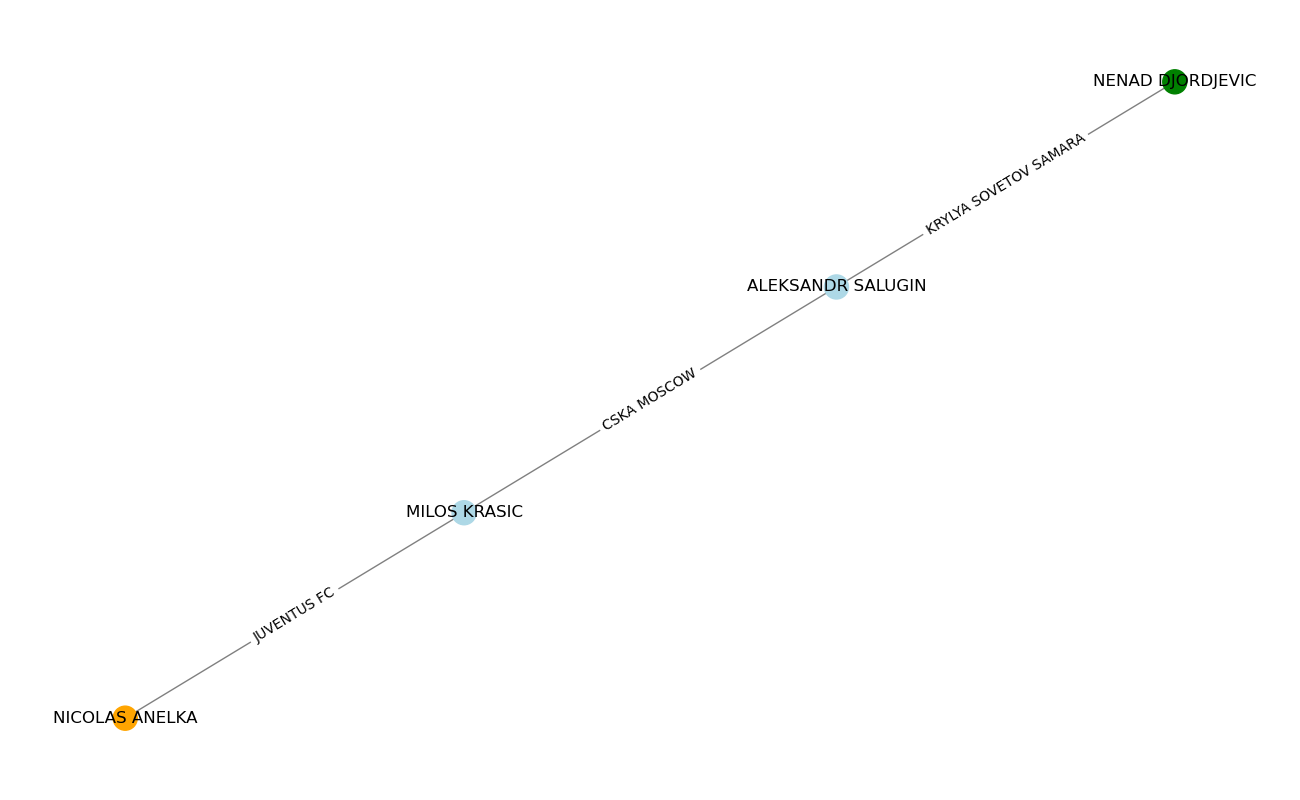 NENAD DJORDJEVIC
KRYLYA SOVETOV SAMARA
ALEKSANDR SALUGIN
CSKA MOSCOW
MILOS KRASIC
JUVENTUS FC
NICOLAS ANELKA